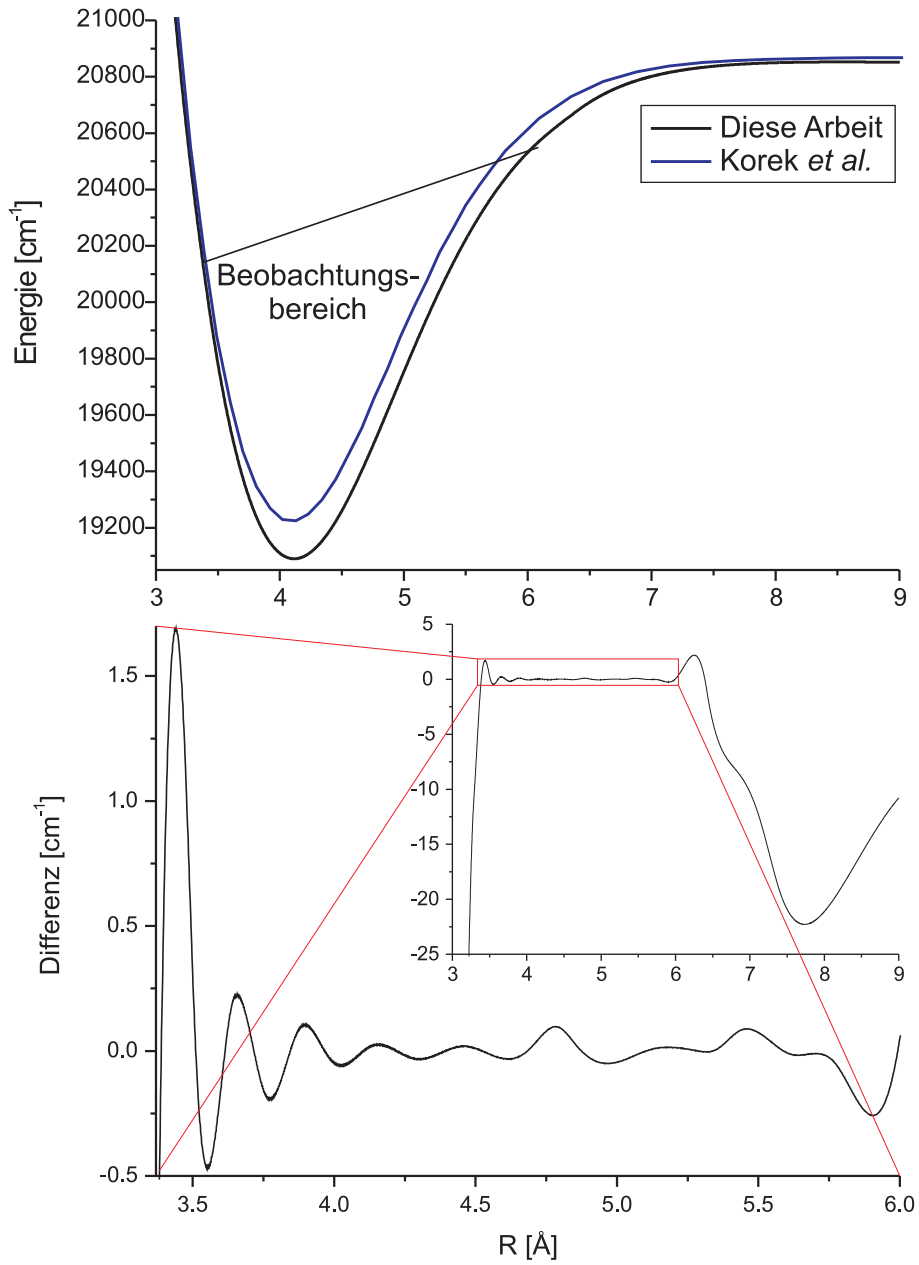 21000
20800
20600
20400
20200
20000
19800
19600
19400
19200
Energie [cm⁻¹]
Diese Arbeit
Korek et al.
Beobachtungs-
bereich
3 4 5 6 7 8 9
1.5
1.0
0.5
0.0
-0.5
Differenz [cm⁻¹]
5
0
-5
-10
-15
-20
-25
3 4 5 6 7 8 9
3.5 4.0 4.5 5.0 5.5 6.0
R [Å]